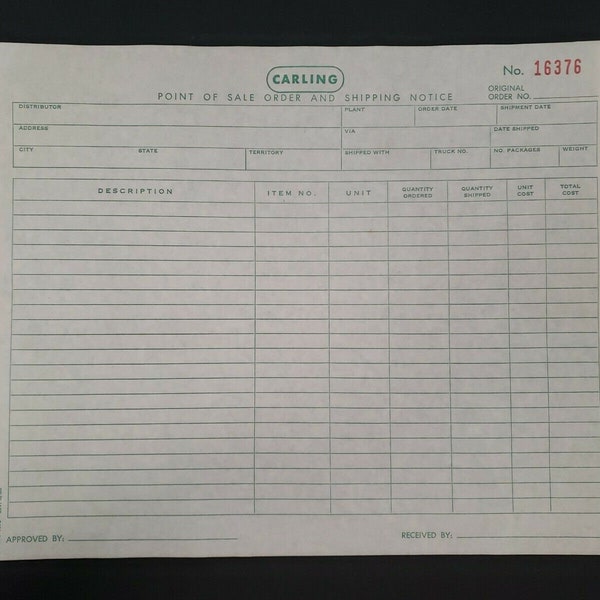 No. 16376
CARLING
ORIGINAL
ORDER NO.
POINT OF SALE ORDER AND SHIPPING NOTICE
DISTRIBUTOR PLANT ORDER DATE SHIPMENT DATE
ADDRESS VIA DATE SHIPPED
CITY STATE TERRITORY SHIPPED WITH TRUCK NO. NO. PACKAGES WEIGHT
DESCRIPTION ITEM NO. UNIT QUANTITY ORDERED QUANTITY SHIPPED UNIT COST TOTAL COST
APPROVED BY: RECEIVED BY: